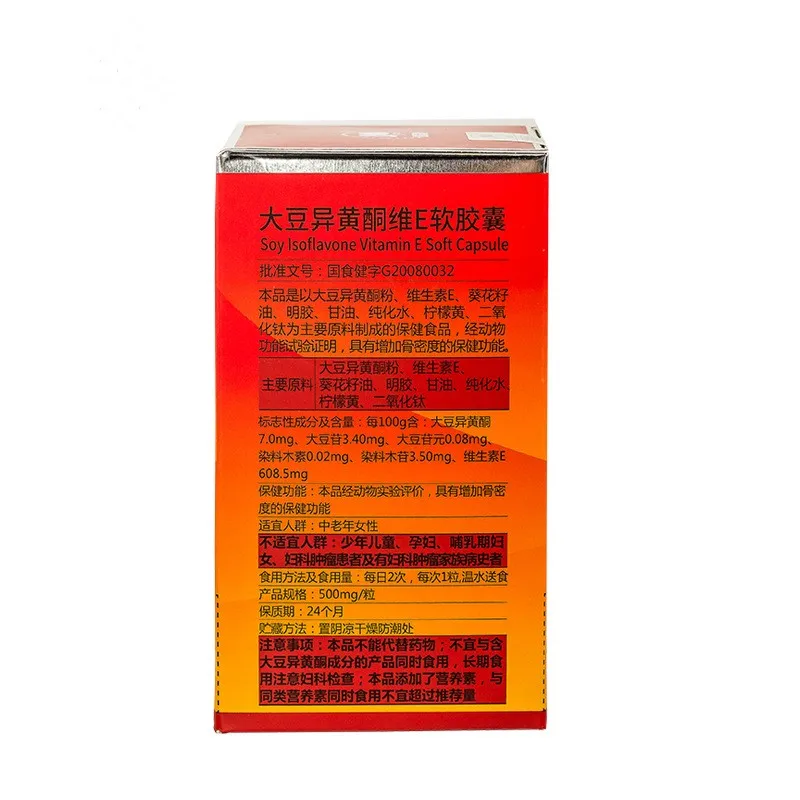 大豆异黄酮维E软胶囊
Soy Isoflavone Vitamin E Soft Capsule
批准文号：国食健字G20080032
本品是以大豆异黄酮粉、维生素E、葵花籽
油、明胶、甘油、纯化水、柠檬黄、二氧
化钛为主要原料制成的保健食品，经动物
功能试验证明，具有增加骨密度的保健功能。
主要原料
大豆异黄酮粉、维生素E、
葵花籽油、明胶、甘油、纯化水、
柠檬黄、二氧化钛
标志性成分及含量：每100g含：大豆异黄酮
7.0mg、大豆苷3.40mg、大豆苷元0.08mg、
染料木素0.02mg、染料木苷3.50mg、维生素E
608.5mg
保健功能：本品经动物实验评价，具有增加骨密
度的保健功能
适宜人群：中老年女性
不适宜人群：少年儿童、孕妇、哺乳期妇
女、妇科肿瘤患者及有妇科肿瘤家族病史者
食用方法及食用量：每日2次，每次1粒,温水送食
产品规格：500mg/粒
保质期：24个月
贮藏方法：置阴凉干燥防潮处
注意事项：本品不能代替药物；不宜与含
大豆异黄酮成分的产品同时食用，长期食
用注意妇科检查；本品添加了营养素，与
同类营养素同时食用不宜超过推荐量